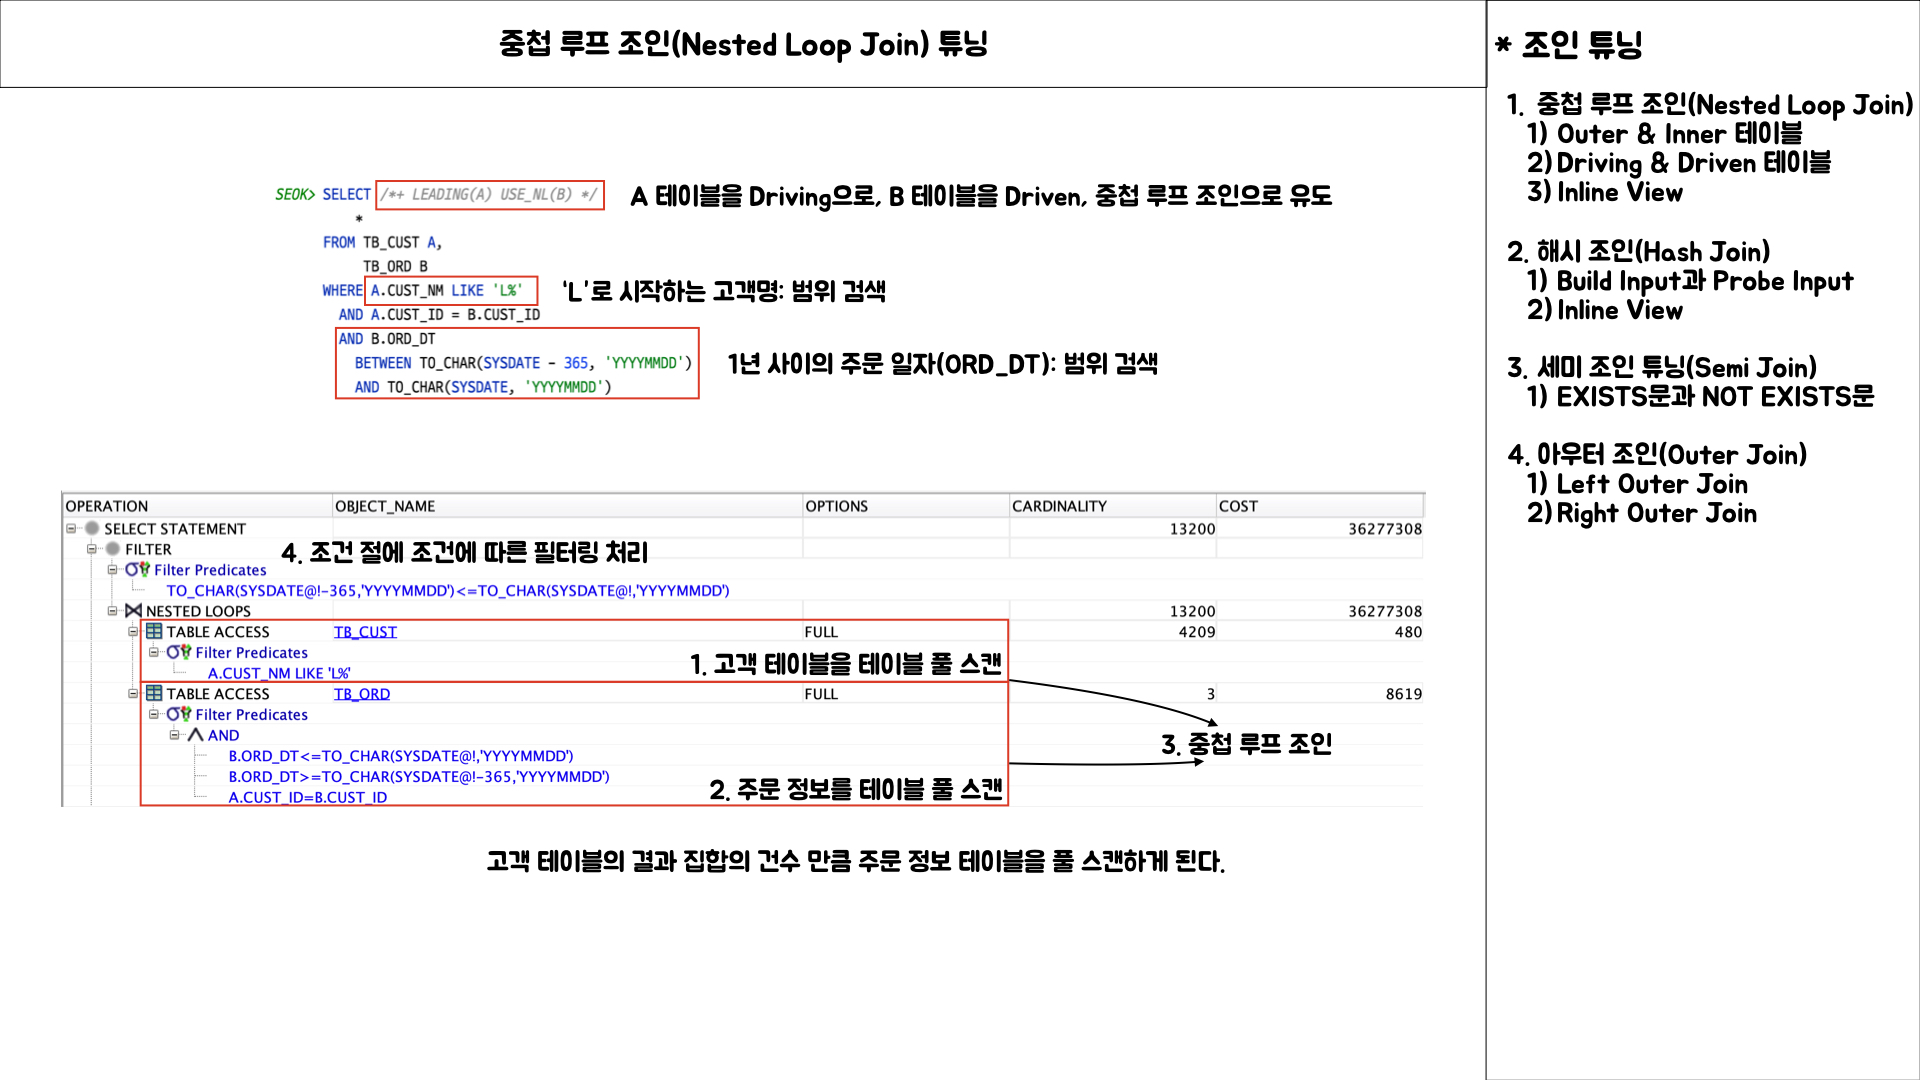 중첩 루프 조인(Nested Loop Join) 튜닝
SEOK> SELECT /*+ LEADING(A) USE_NL(B) */
A 테이블을 Driving으로, B 테이블을 Driven, 중첩 루프 조인으로 유도
*
FROM TB_CUST A,
TB_ORD B
WHERE A.CUST_NM LIKE 'L%'
'L'로 시작하는 고객명: 범위 검색
AND A.CUST_ID = B.CUST_ID
AND B.ORD_DT
BETWEEN TO_CHAR(SYSDATE - 365, 'YYYYMMDD')
AND TO_CHAR(SYSDATE, 'YYYYMMDD')
1년 사이의 주문 일자(ORD_DT): 범위 검색
OPERATION OBJECT_NAME OPTIONS CARDINALITY COST
SELECT STATEMENT 13200 36277308
FILTER
4. 조건 절에 조건에 따른 필터링 처리
Filter Predicates
TO_CHAR(SYSDATE@!-365,'YYYYMMDD')<=TO_CHAR(SYSDATE@!,'YYYYMMDD')
NESTED LOOPS 13200 36277308
TABLE ACCESS TB_CUST FULL 4209 480
Filter Predicates
A.CUST_NM LIKE 'L%'
1. 고객 테이블을 테이블 풀 스캔
TABLE ACCESS TB_ORD FULL 3 8619
Filter Predicates
AND
B.ORD_DT<=TO_CHAR(SYSDATE@!,'YYYYMMDD')
B.ORD_DT>=TO_CHAR(SYSDATE@!-365,'YYYYMMDD')
A.CUST_ID=B.CUST_ID
2. 주문 정보를 테이블 풀 스캔
3. 중첩 루프 조인
고객 테이블의 결과 집합의 건수 만큼 주문 정보 테이블을 풀 스캔하게 된다.
* 조인 튜닝
1. 중첩 루프 조인(Nested Loop Join)
1) Outer & Inner 테이블
2) Driving & Driven 테이블
3) Inline View
2. 해시 조인(Hash Join)
1) Build Input과 Probe Input
2) Inline View
3. 세미 조인 튜닝(Semi Join)
1) EXISTS문과 NOT EXISTS문
4. 아우터 조인(Outer Join)
1) Left Outer Join
2) Right Outer Join